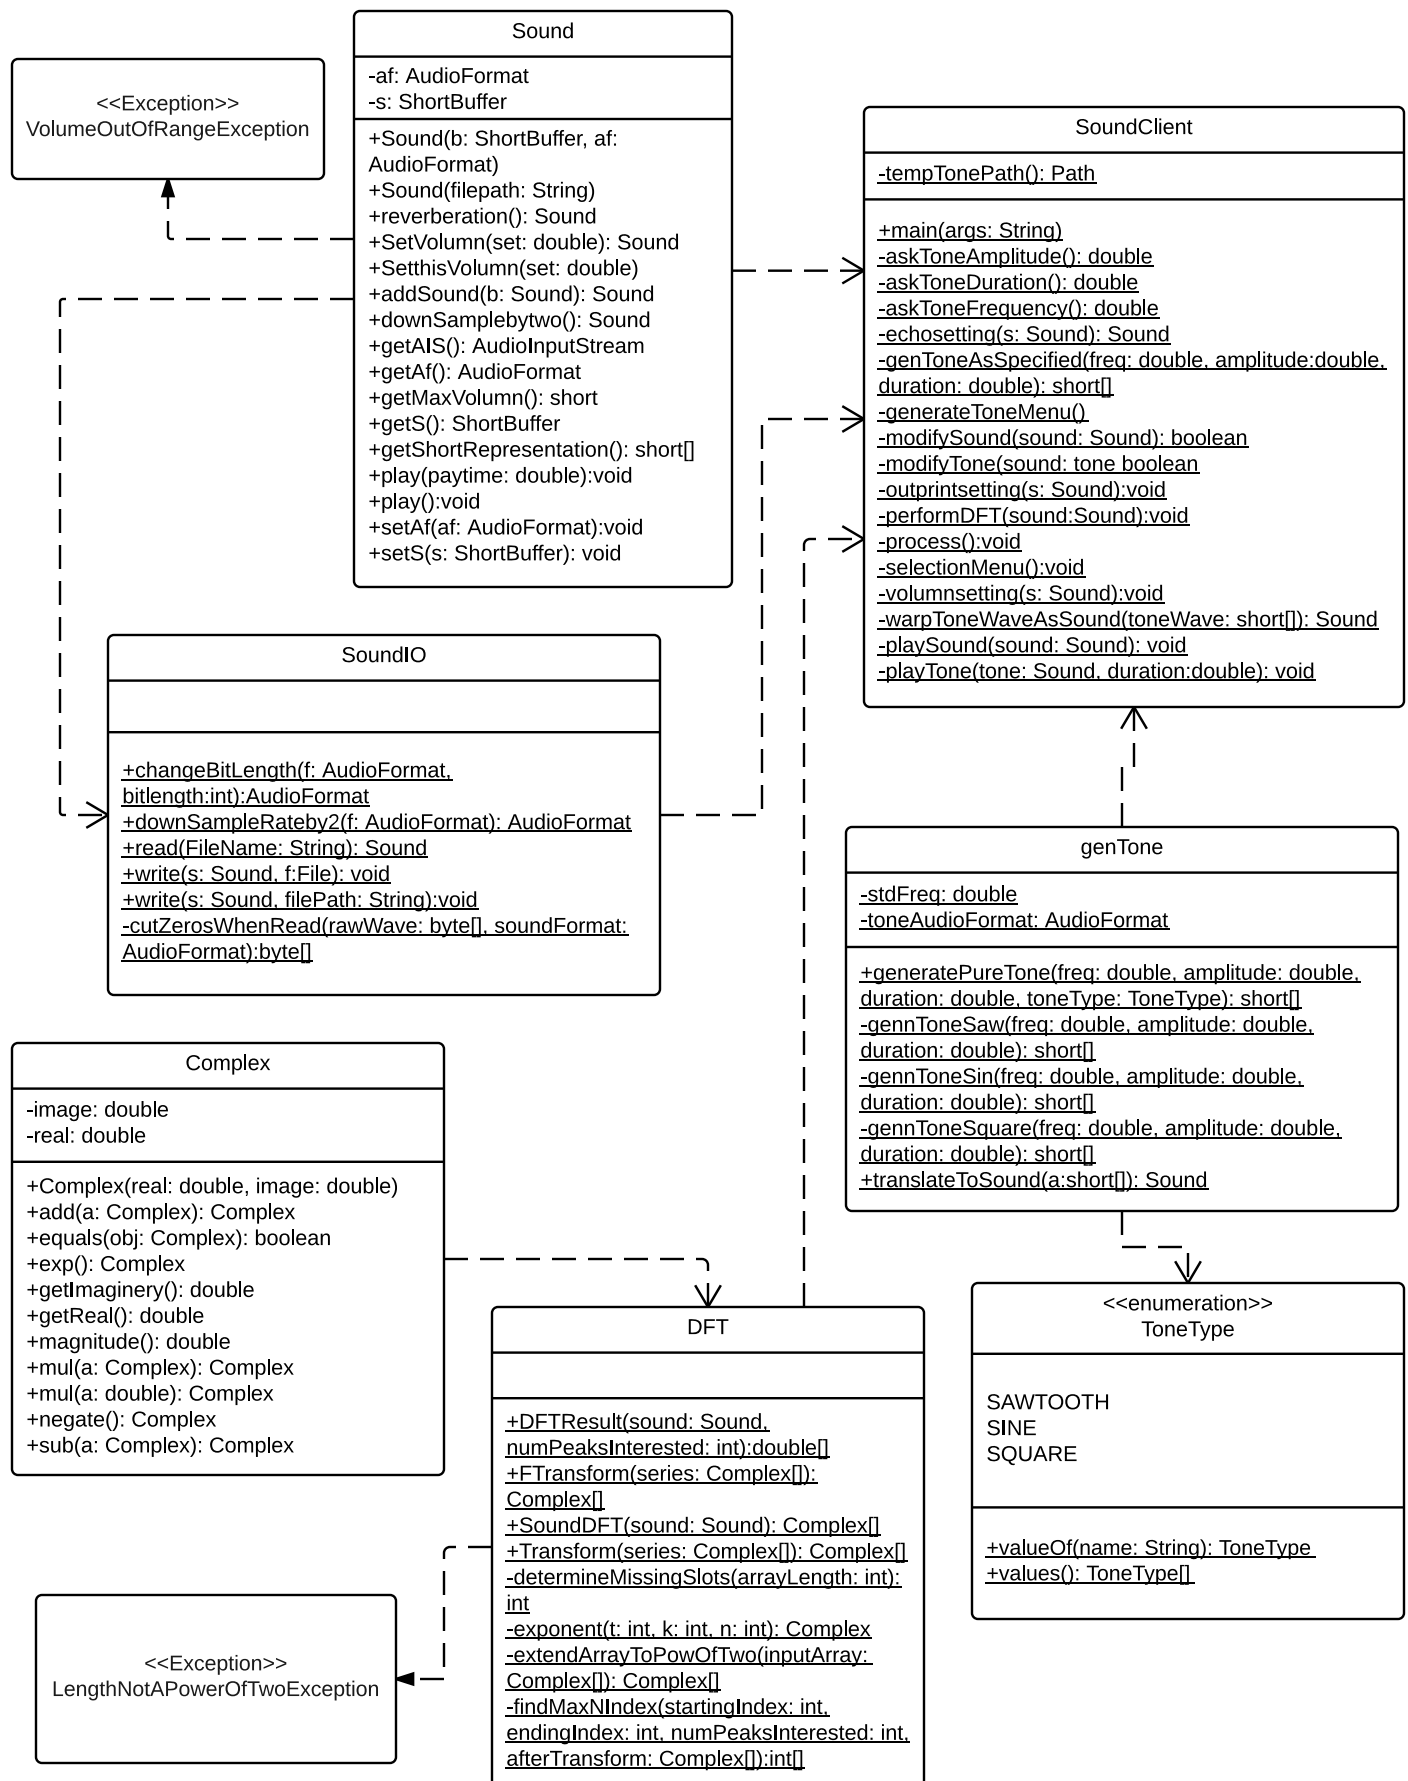 Sound
-af: AudioFormat
-s: ShortBuffer
+Sound(b: ShortBuffer, af:
AudioFormat)
+Sound(filepath: String)
+reverberation(): Sound
+SetVolumn(set: double): Sound
+SetthisVolumn(set: double)
+addSound(b: Sound): Sound
+downSamplebytwo(): Sound
+getAIS(): AudioInputStream
+getAf(): AudioFormat
+getMaxVolumn(): short
+getS(): ShortBuffer
+getShortRepresentation(): short[]
+play(paytime: double):void
+play():void
+setAf(af: AudioFormat):void
+setS(s: ShortBuffer): void
<<Exception>>
VolumeOutOfRangeException
SoundClient
-tempTonePath(): Path
+main(args: String)
-askToneAmplitude(): double
-askToneDuration(): double
-askToneFrequency(): double
-echosetting(s: Sound): Sound
-genToneAsSpecified(freq: double, amplitude:double,
duration: double): short[]
-generateToneMenu()
-modifySound(sound: Sound): boolean
-modifyTone(sound: tone boolean
-outprintsetting(s: Sound):void
-performDFT(sound:Sound):void
-process():void
-selectionMenu():void
-volumnsetting(s: Sound):void
-warpToneWaveAsSound(toneWave: short[]): Sound
-playSound(sound: Sound): void
-playTone(tone: Sound, duration:double): void
SoundIO
+changeBitLength(f: AudioFormat,
bitlength:int):AudioFormat
+downSampleRateby2(f: AudioFormat): AudioFormat
+read(FileName: String): Sound
+write(s: Sound, f:File): void
+write(s: Sound, filePath: String):void
-cutZerosWhenRead(rawWave: byte[], soundFormat:
AudioFormat):byte[]
genTone
-stdFreq: double
-toneAudioFormat: AudioFormat
+generatePureTone(freq: double, amplitude: double,
duration: double, toneType: ToneType): short[]
-gennToneSaw(freq: double, amplitude: double,
duration: double): short[]
-gennToneSin(freq: double, amplitude: double,
duration: double): short[]
-gennToneSquare(freq: double, amplitude: double,
duration: double): short[]
+translateToSound(a:short[]): Sound
Complex
-image: double
-real: double
+Complex(real: double, image: double)
+add(a: Complex): Complex
+equals(obj: Complex): boolean
+exp(): Complex
+getImaginery(): double
+getReal(): double
+magnitude(): double
+mul(a: Complex): Complex
+mul(a: double): Complex
+negate(): Complex
+sub(a: Complex): Complex
DFT
+DFTResult(sound: Sound,
numPeaksInterested: int):double[]
+FTransform(series: Complex[]):
Complex[]
+SoundDFT(sound: Sound): Complex[]
+Transform(series: Complex[]): Complex[]
-determineMissingSlots(arrayLength: int):
int
-exponent(t: int, k: int, n: int): Complex
-extendArrayToPowOfTwo(inputArray:
Complex[]): Complex[]
-findMaxNIndex(startingIndex: int,
endingIndex: int, numPeaksInterested: int,
afterTransform: Complex[]):int[]
<<enumeration>>
ToneType
SAWTOOTH
SINE
SQUARE
+valueOf(name: String): ToneType
+values(): ToneType[]
<<Exception>>
LengthNotAPowerOfTwoException